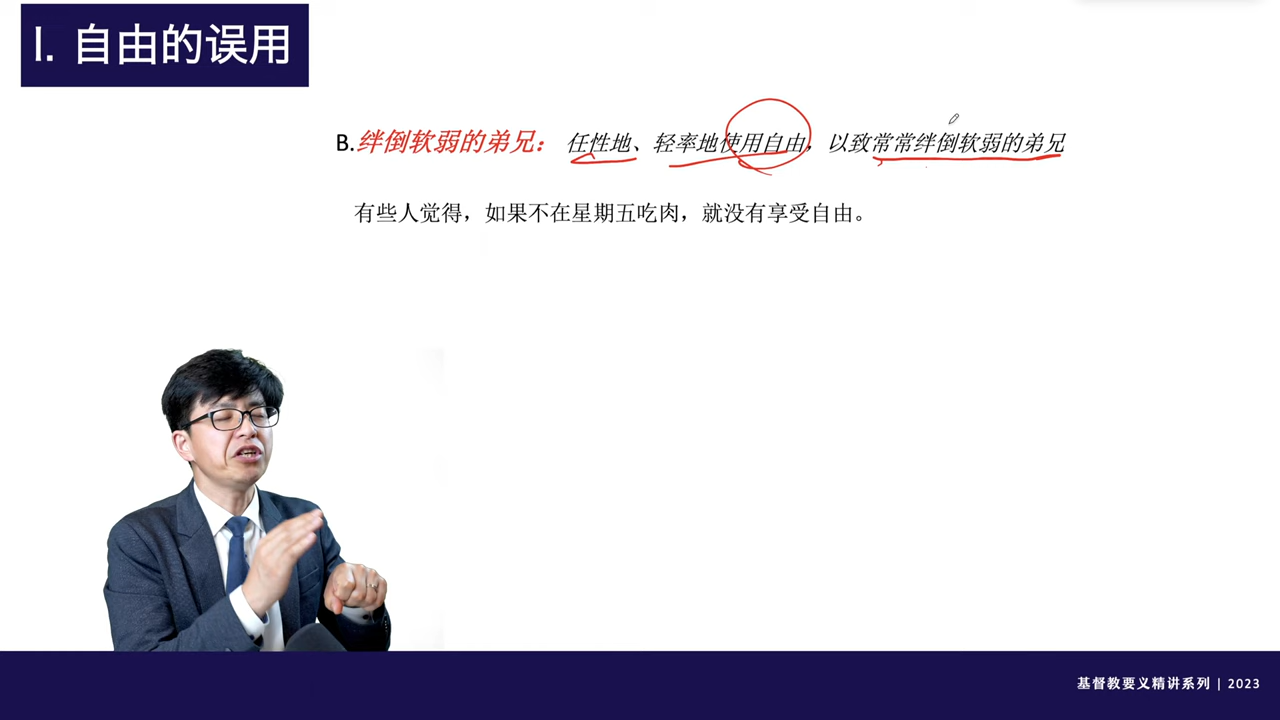 I. 自由的误用
B.绊倒软弱的弟兄：任性地、轻率地使用自由，以致常常绊倒软弱的弟兄
有些人觉得，如果不在星期五吃肉，就没有享受自由。
基督教要义精讲系列 | 2023